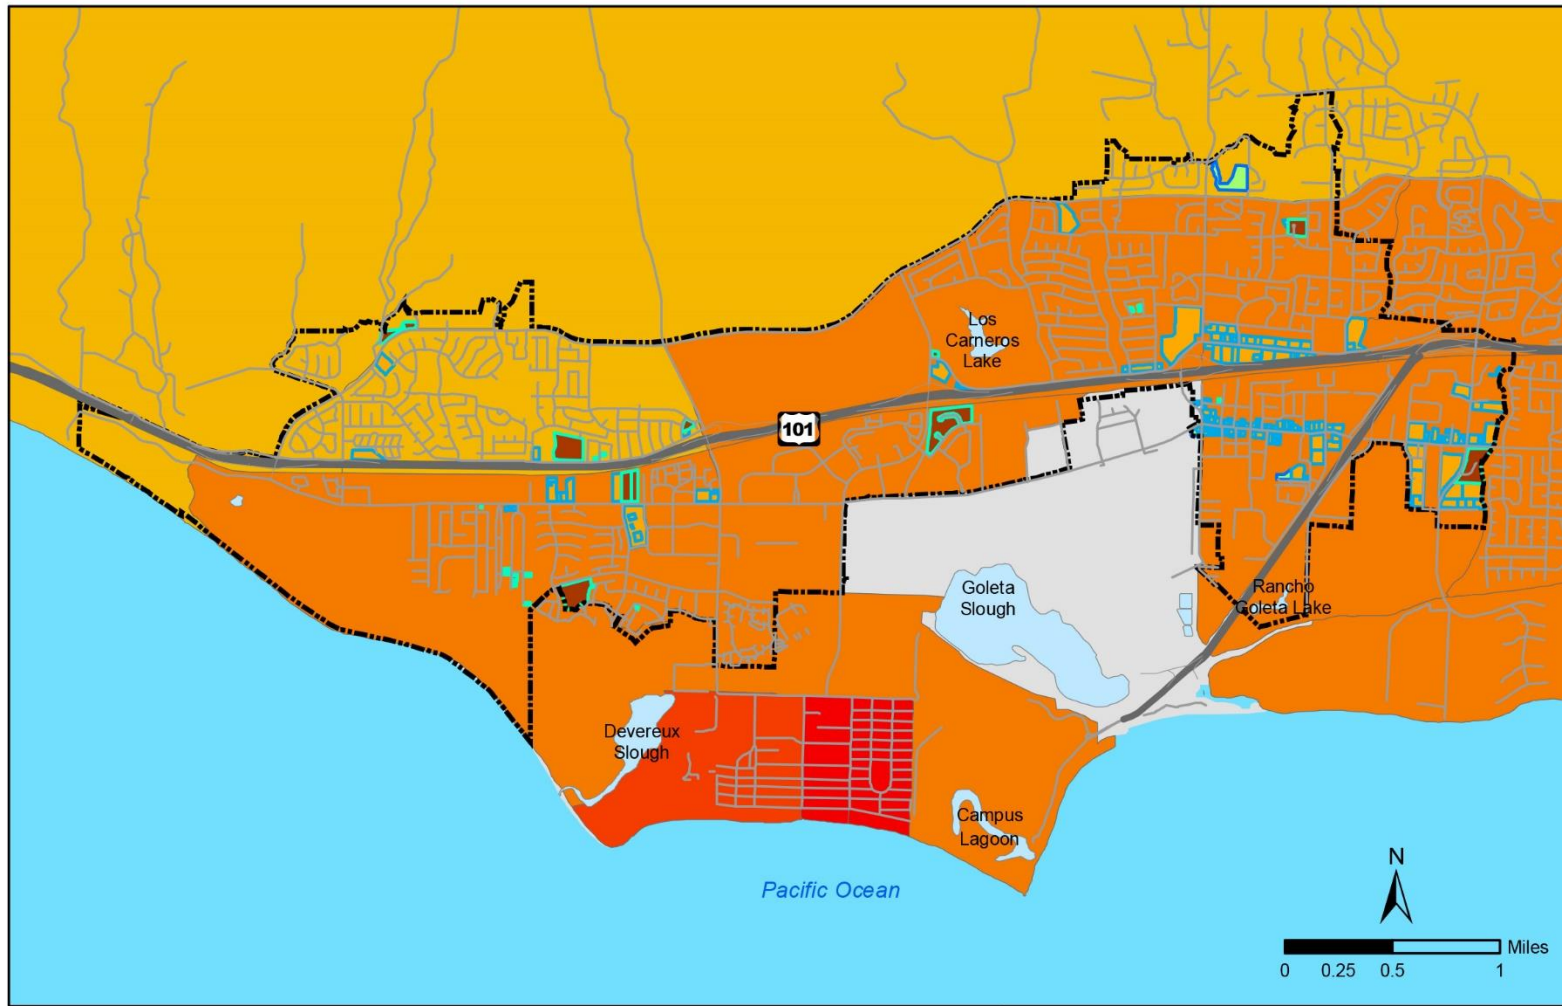 Los
Carneros
Lake
101
Goleta
Slough
Rancho
Goleta Lake
Devereux
Slough
Campus
Lagoon
Pacific Ocean
N
Miles
0 0.25 0.5 1